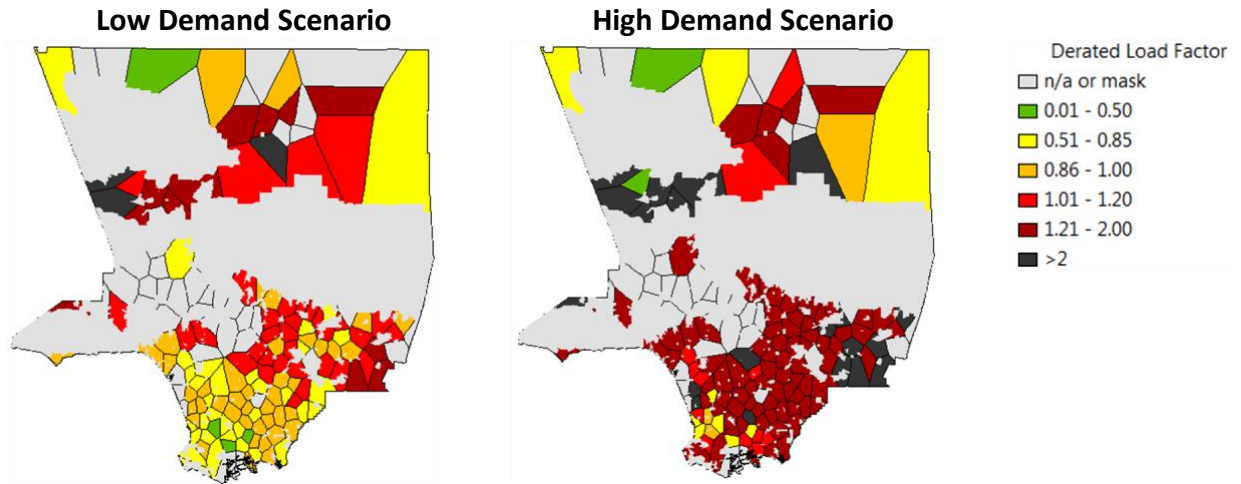 Low Demand Scenario
High Demand Scenario
Derated Load Factor
n/a or mask
0.01 - 0.50
0.51 - 0.85
0.86 - 1.00
1.01 - 1.20
1.21 - 2.00
>2